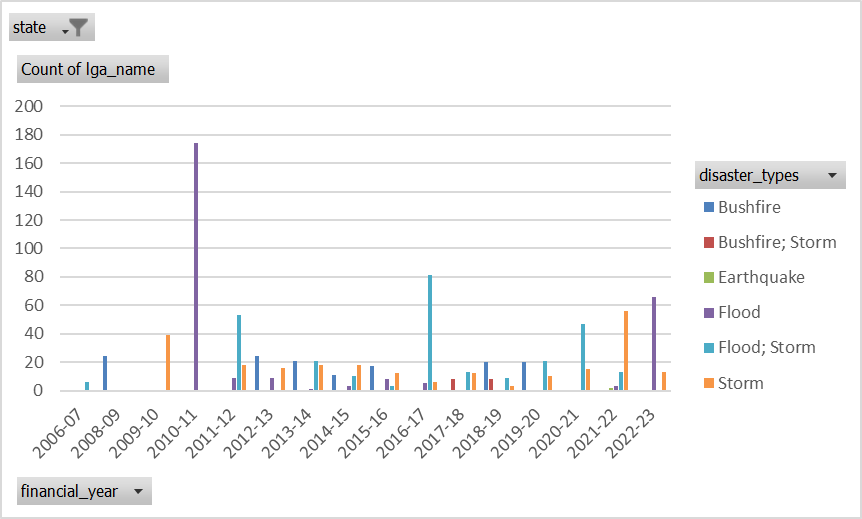 state
Count of lga_name
200
180
160
140
120
100
80
60
40
20
0
2006-07
2008-09
2009-10
2010-11
2011-12
2012-13
2013-14
2014-15
2015-16
2016-17
2017-18
2018-19
2019-20
2020-21
2021-22
2022-23
disaster_types
Bushfire
Bushfire; Storm
Earthquake
Flood
Flood; Storm
Storm
financial_year